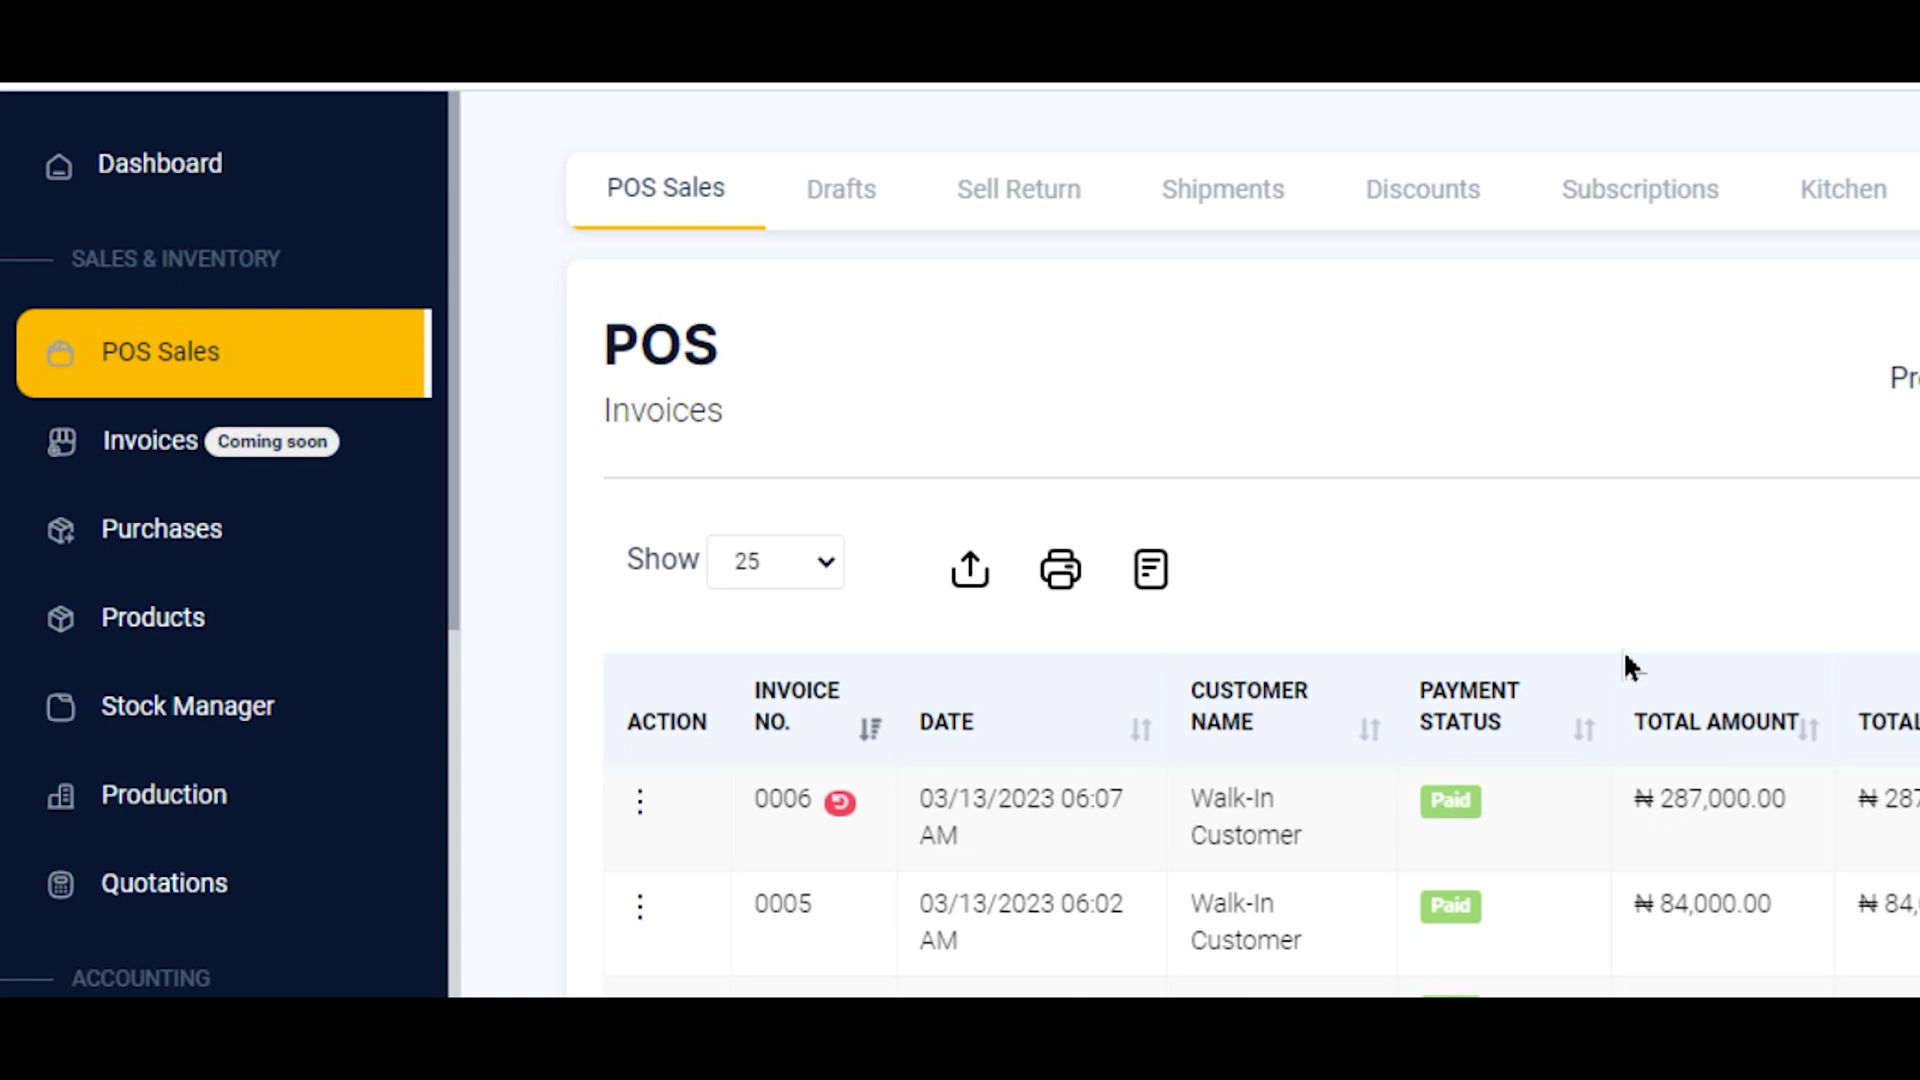 Dashboard
SALES & INVENTORY
POS Sales
Invoices Coming soon
Purchases
Products
Stock Manager
Production
Quotations
ACCOUNTING
POS Sales Drafts Sell Return Shipments Discounts Subscriptions Kitchen
POS
Invoices
Show 25
ACTION
INVOICE
NO.
DATE
CUSTOMER
NAME
PAYMENT
STATUS
TOTAL AMOUNT
TOTAL
0006
03/13/2023 06:07
AM
Walk-In
Customer
Paid
₦ 287,000.00
₦ 287
0005
03/13/2023 06:02
AM
Walk-In
Customer
Paid
₦ 84,000.00
₦ 84,